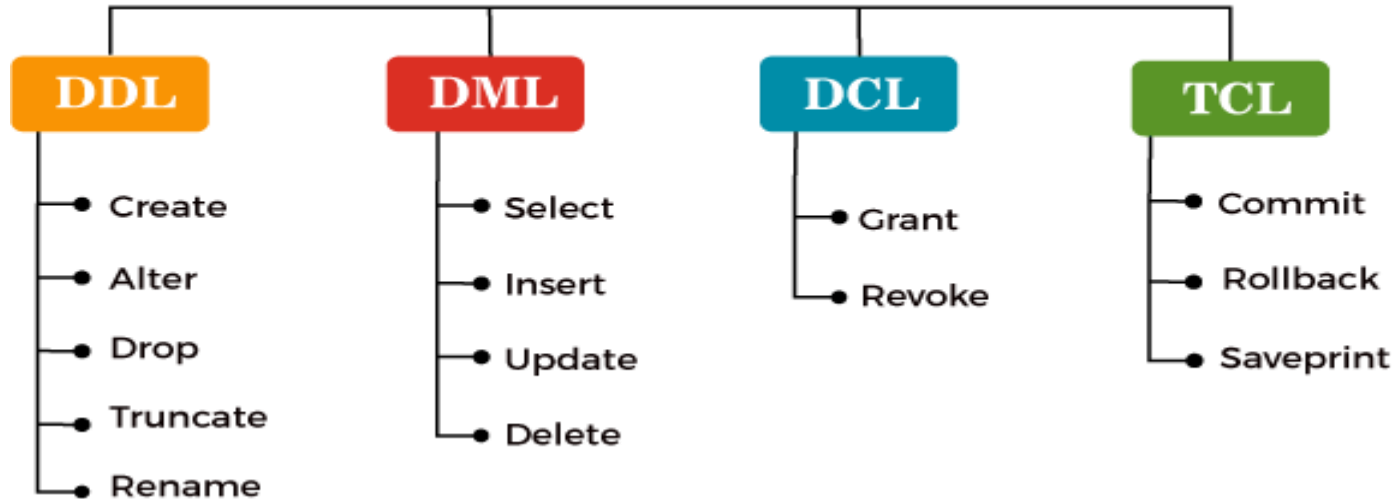 DDL
Create
Alter
Drop
Truncate
Rename
DML
Select
Insert
Update
Delete
DCL
Grant
Revoke
TCL
Commit
Rollback
Saveprint